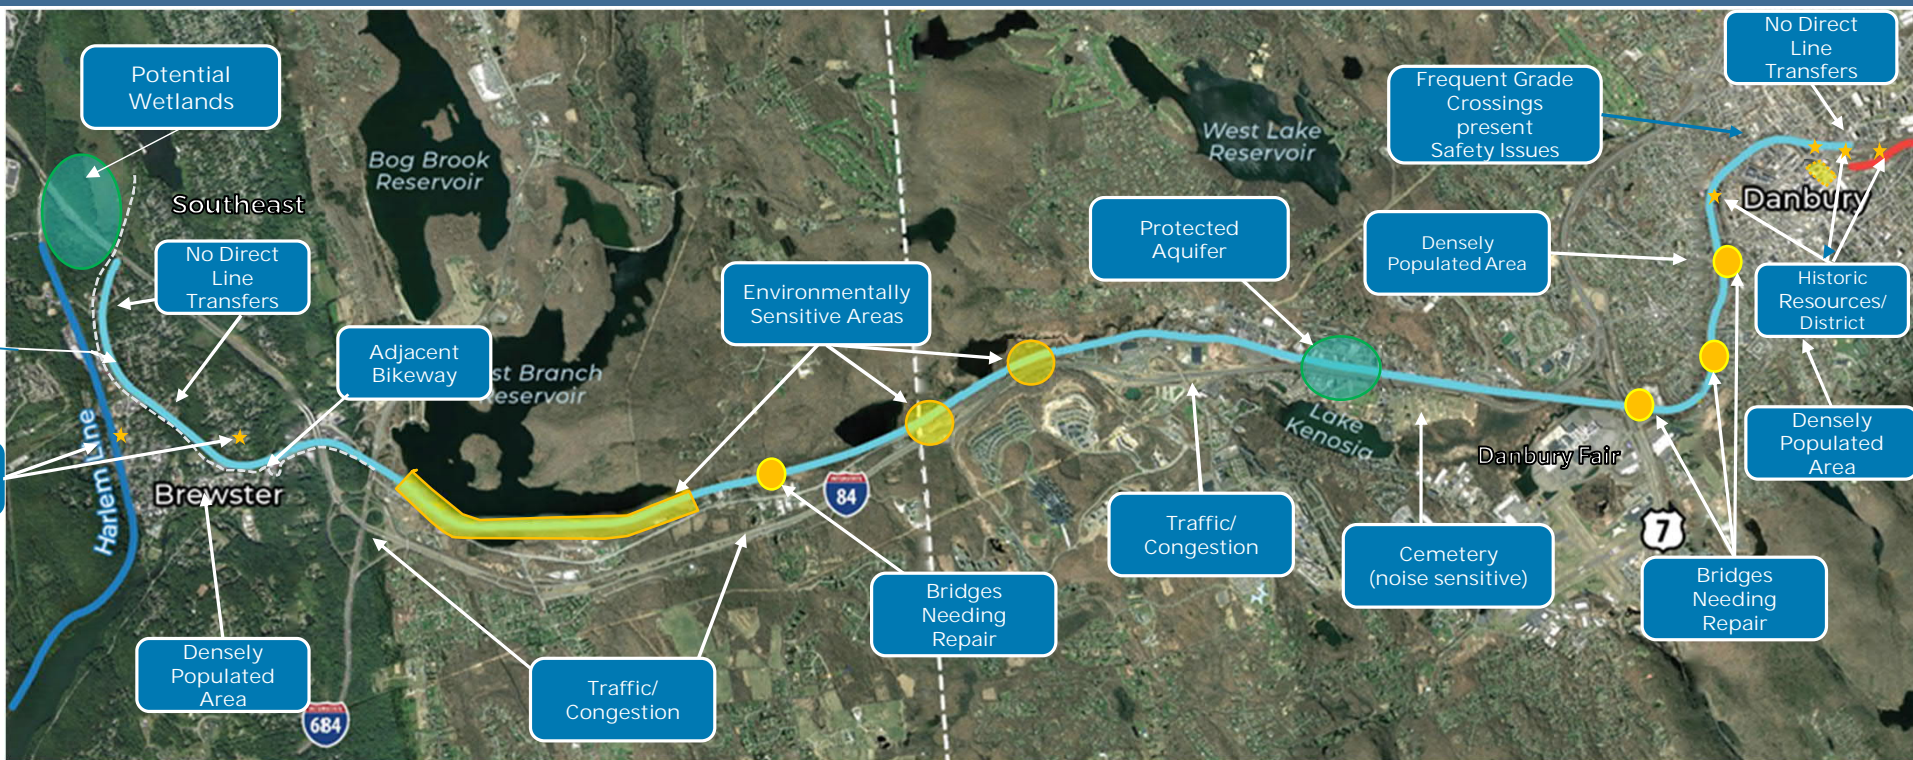 No Direct
Line
Transfers
Potential
Wetlands
Frequent Grade
Crossings
present
Safety Issues
West Lake
Reservoir
Bog Brook
Reservoir
Southeast
Danbury
Protected
Aquifer
Densely
Populated Area
No Direct
Line
Transfers
Environmentally
Sensitive Areas
Historic
Resources/
District
Adjacent
Bikeway
st Branch
eservoir
Harlem Line
Lake
Kenosia
Danbury Fair
Densely
Populated
Area
Brewster
84
7
Traffic/
Congestion
Cemetery
(noise sensitive)
Bridges
Needing
Repair
Bridges
Needing
Repair
Densely
Populated
Area
Traffic/
Congestion
684